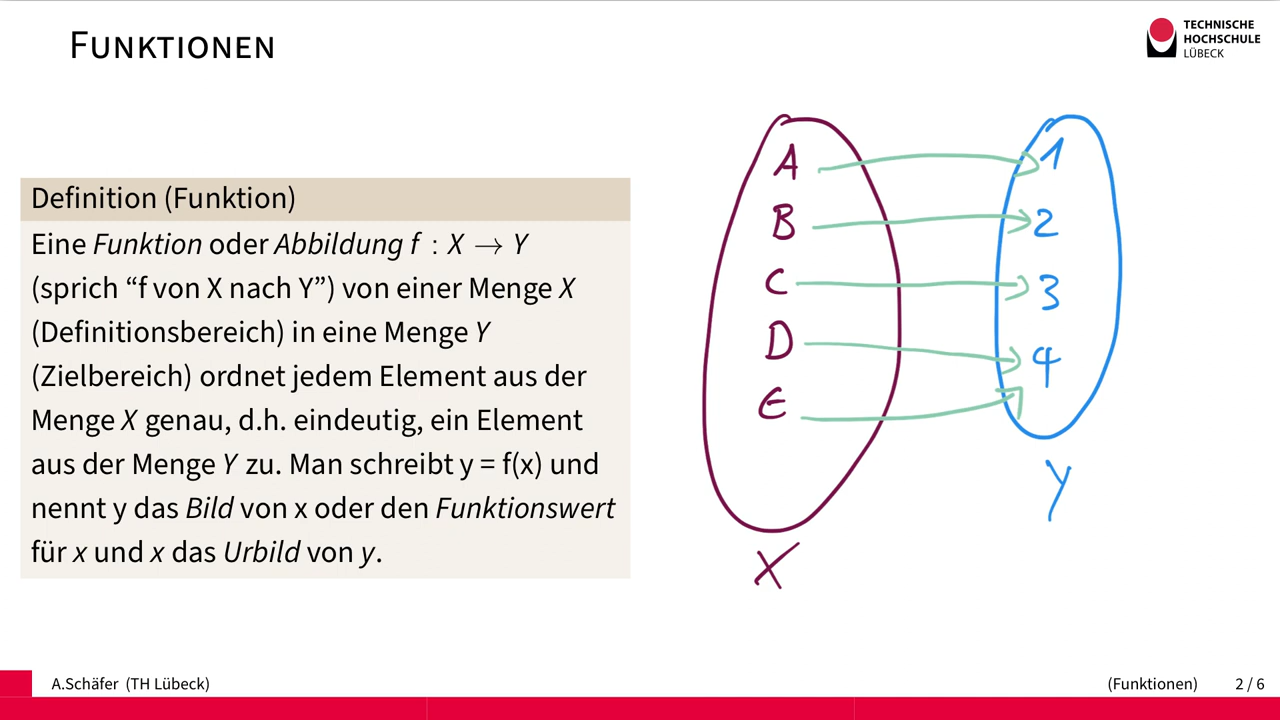 FUNKTIONEN
TECHNISCHE
HOCHSCHULE
LÜBECK
Definition (Funktion)
Eine Funktion oder Abbildung f : X → Y
(sprich “f von X nach Y”) von einer Menge X
(Definitionsbereich) in eine Menge Y
(Zielbereich) ordnet jedem Element aus der
Menge X genau, d.h. eindeutig, ein Element
aus der Menge Y zu. Man schreibt y = f(x) und
nennt y das Bild von x oder den Funktionswert
für x und x das Urbild von y.
A 1
B 2
C 3
D 4
E
Y
X
A.Schäfer (TH Lübeck) (Funktionen) 2 / 6